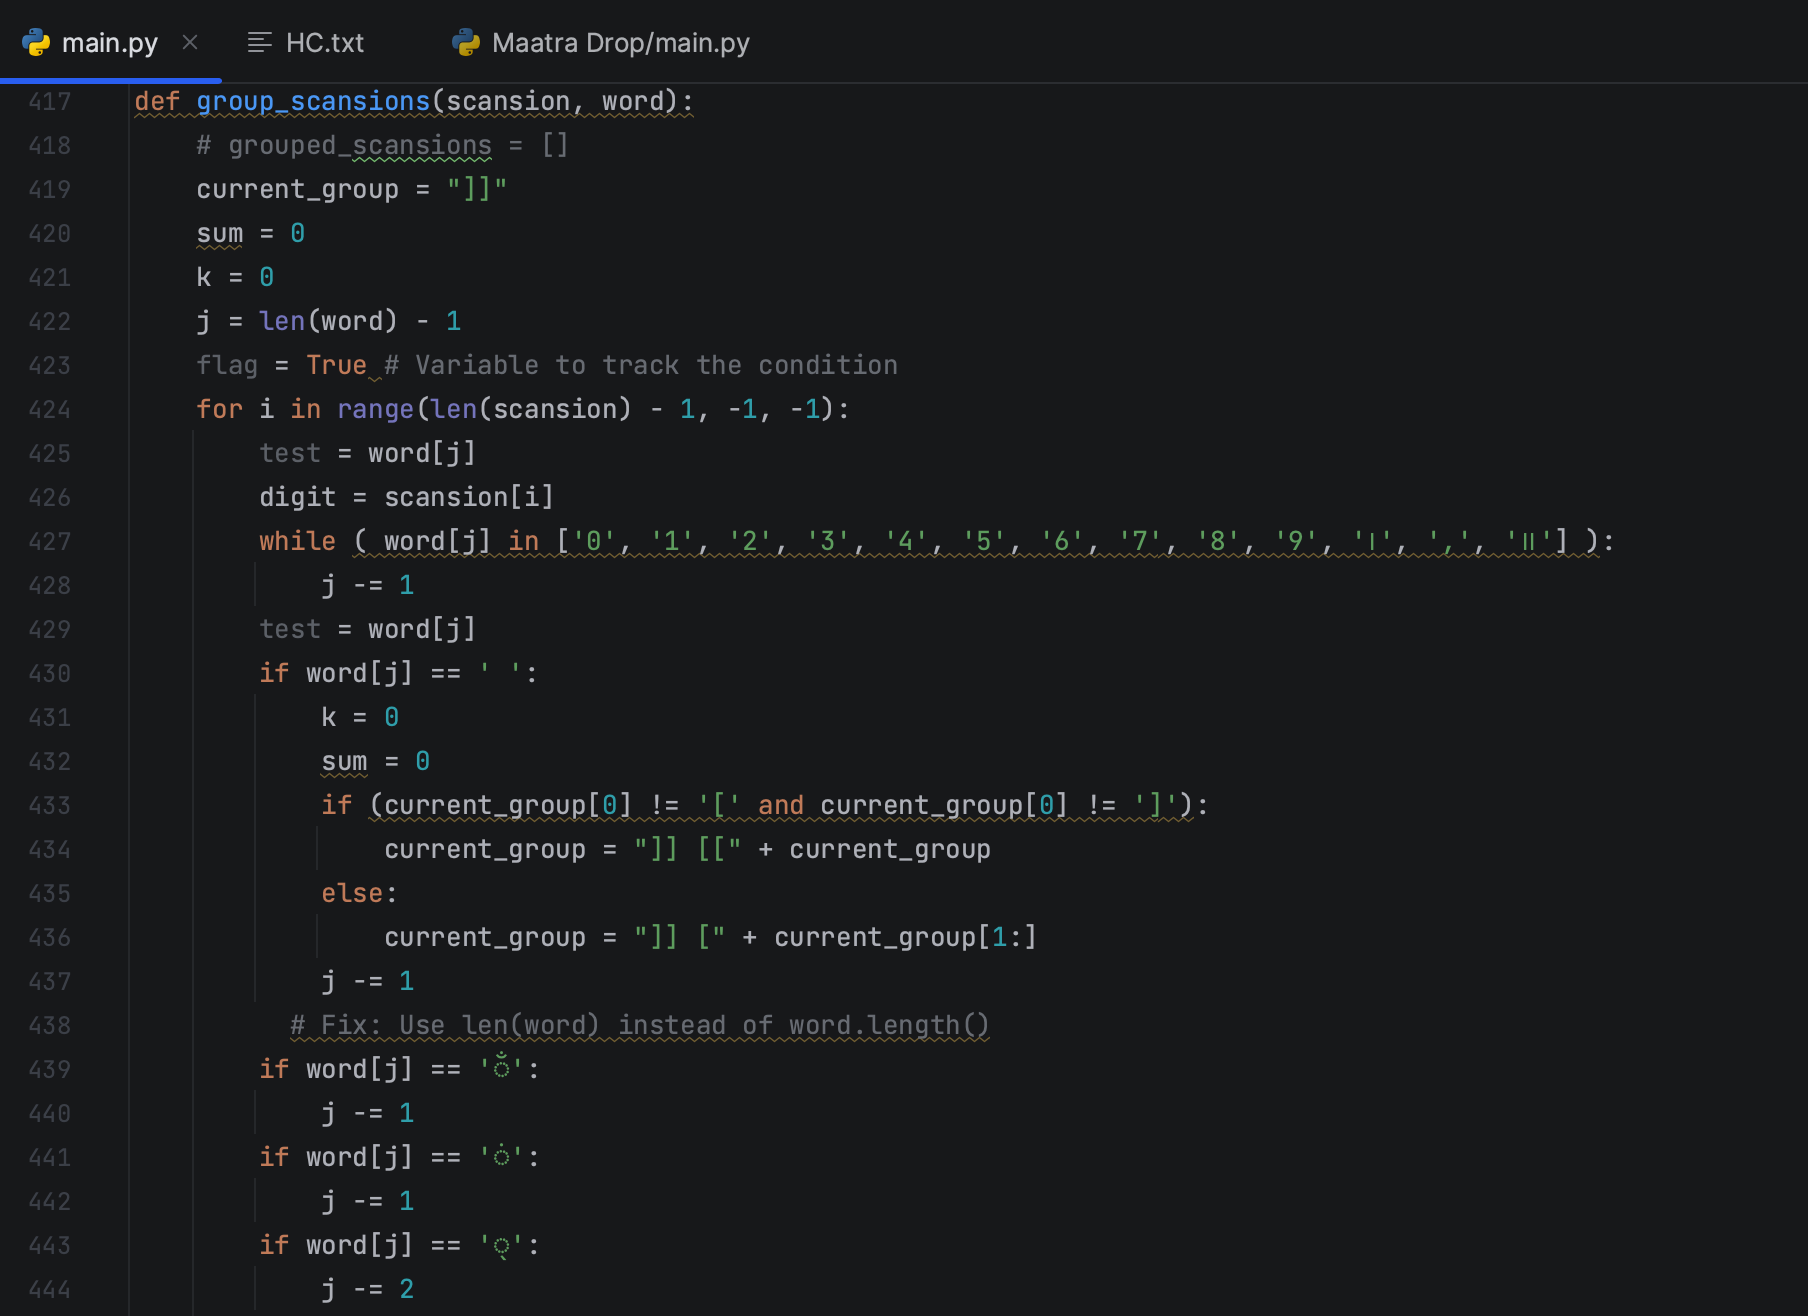 main.py
HC.txt
Maatra Drop/main.py
417 def group_scansions(scansion, word):
418     # grouped_scansions = []
419     current_group = "]]"
420     sum = 0
421     k = 0
422     j = len(word) - 1
423     flag = True # Variable to track the condition
424     for i in range(len(scansion) - 1, -1, -1):
425         test = word[j]
426         digit = scansion[i]
427         while ( word[j] in ['0', '1', '2', '3', '4', '5', '6', '7', '8', '9', '।', ',', '॥'] ):
428             j -= 1
429         test = word[j]
430         if word[j] == ' ':
431             k = 0
432             sum = 0
433             if (current_group[0] != '[' and current_group[0] != ']'):
434                 current_group = "]] [[" + current_group
435             else:
436                 current_group = "]] [" + current_group[1:]
437             j -= 1
438           # Fix: Use len(word) instead of word.length()
439         if word[j] == 'ँ':
440             j -= 1
441         if word[j] == 'ं':
442             j -= 1
443         if word[j] == '्':
444             j -= 2